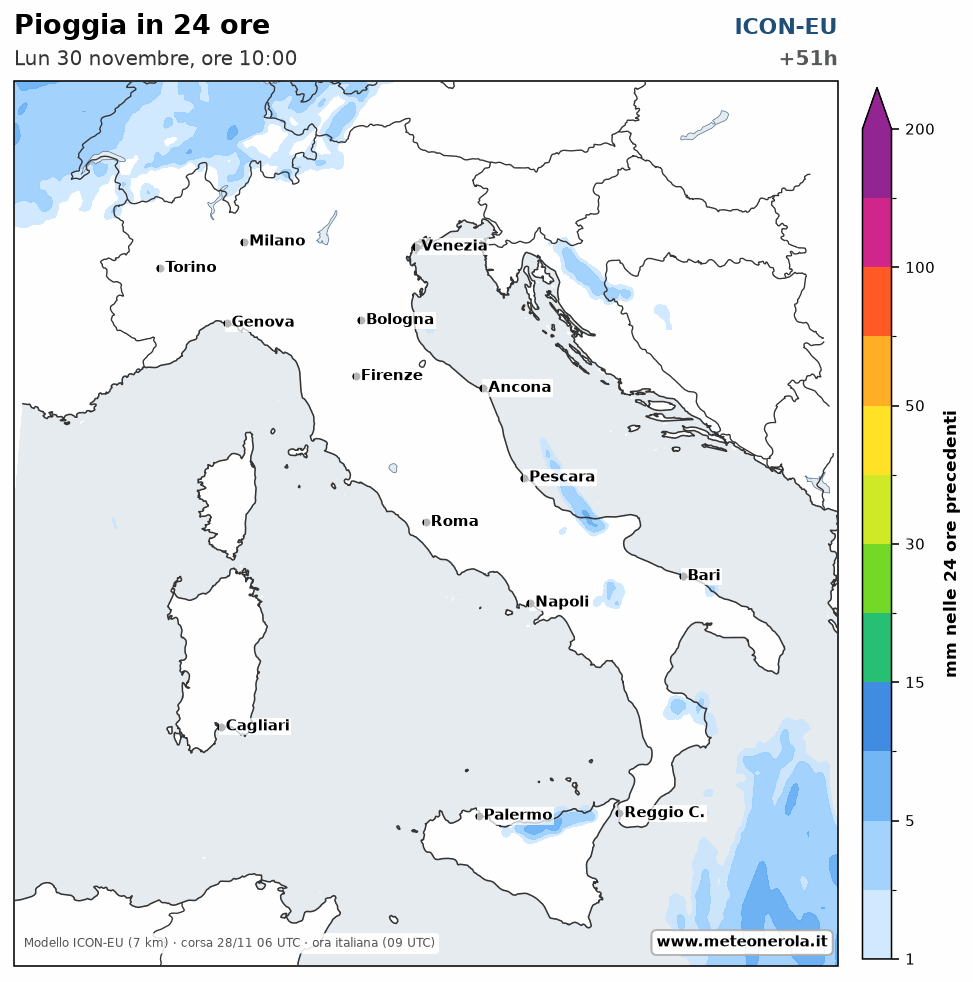 Pioggia in 24 ore
ICON-EU
Lun 30 novembre, ore 10:00
+51h
200
100
50
30
15
5
1
mm nelle 24 ore precedenti
Milano
Venezia
Torino
Genova
Bologna
Firenze
Ancona
Pescara
Roma
Bari
Napoli
Cagliari
Palermo
Reggio C.
Modello ICON-EU (7 km) · corsa 28/11 06 UTC · ora italiana (09 UTC)
www.meteonerola.it